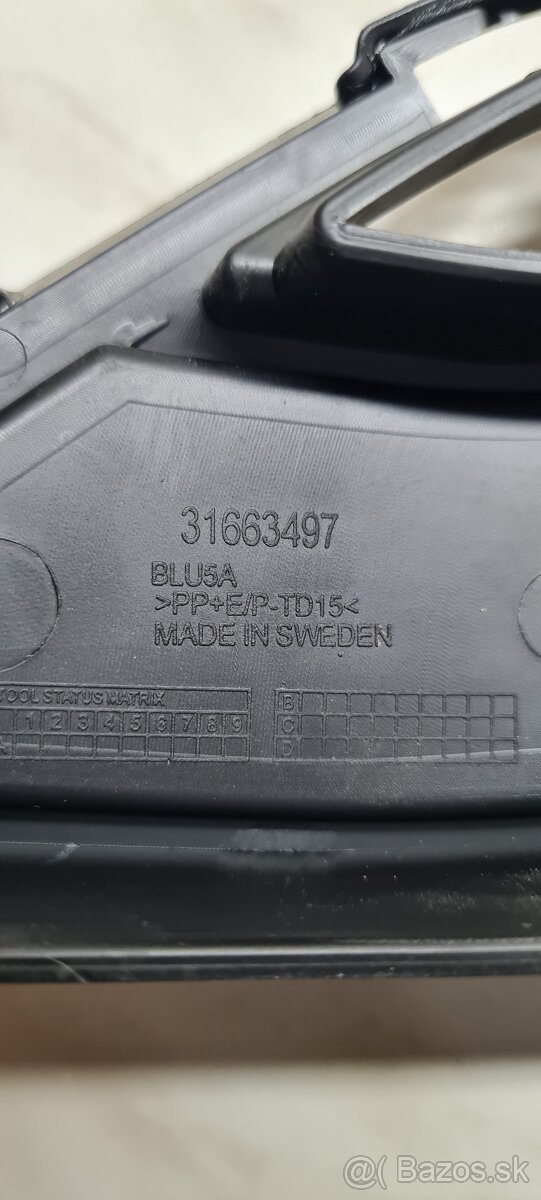 31663497
BLU5A
>PP+E/P-TD15<
MADE IN SWEDEN
TOOL STATUS MATRIX
1 2 3 4 5 6 7 8 9
A
B
C
D
@( Bazos.sk